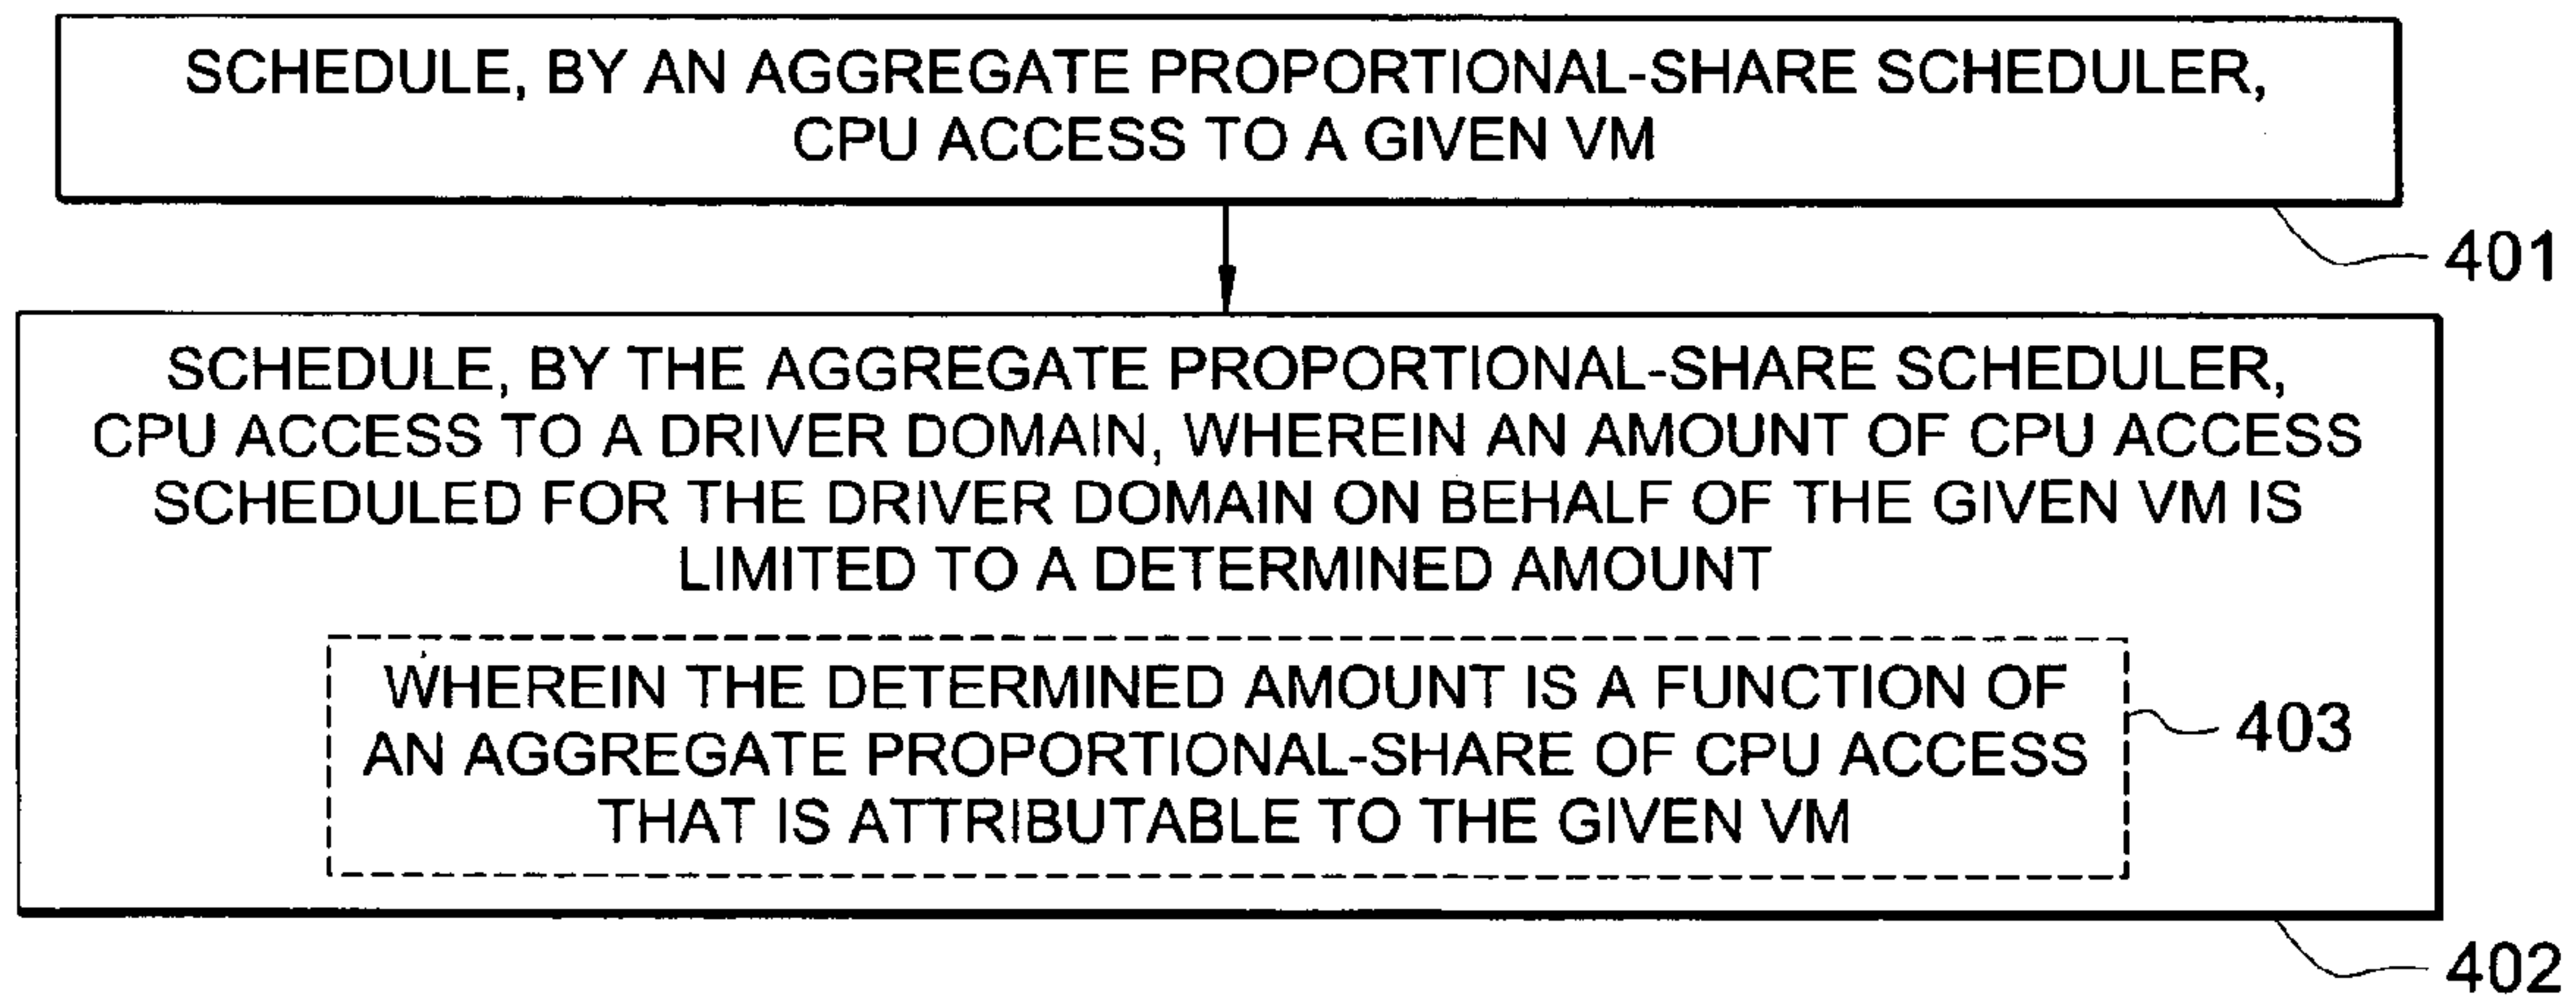 SCHEDULE, BY AN AGGREGATE PROPORTIONAL-SHARE SCHEDULER,
CPU ACCESS TO A GIVEN VM
401
SCHEDULE, BY THE AGGREGATE PROPORTIONAL-SHARE SCHEDULER,
CPU ACCESS TO A DRIVER DOMAIN, WHEREIN AN AMOUNT OF CPU ACCESS
SCHEDULED FOR THE DRIVER DOMAIN ON BEHALF OF THE GIVEN VM IS
LIMITED TO A DETERMINED AMOUNT
WHEREIN THE DETERMINED AMOUNT IS A FUNCTION OF
AN AGGREGATE PROPORTIONAL-SHARE OF CPU ACCESS
THAT IS ATTRIBUTABLE TO THE GIVEN VM
403
402